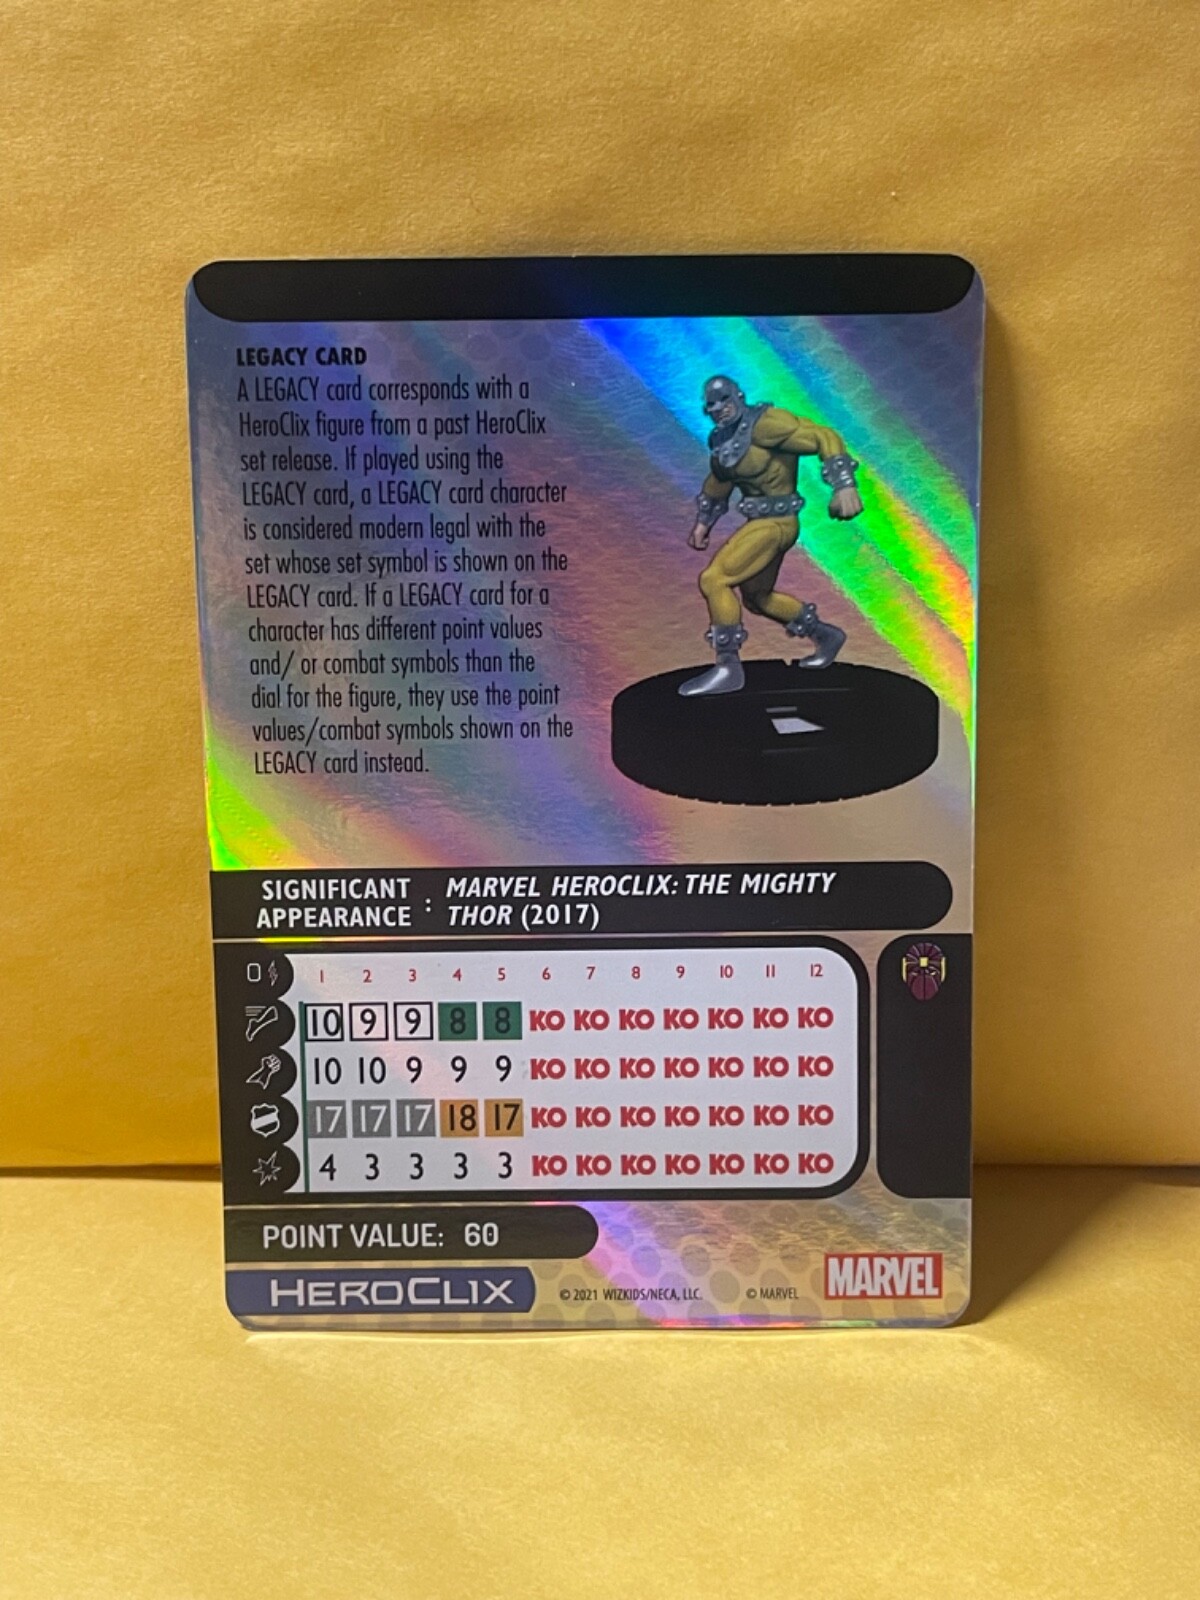 LEGACY CARD
A LEGACY card corresponds with a
HeroClix figure from a past HeroClix
set release. If played using the
LEGACY card, a LEGACY card character
is considered modern legal with the
set whose set symbol is shown on the
LEGACY card. If a LEGACY card for a
character has different point values
and/ or combat symbols than the
dial for the figure, they use the point
values/combat symbols shown on the
LEGACY card instead.
SIGNIFICANT APPEARANCE : MARVEL HEROCLIX: THE MIGHTY
THOR (2017)
0 1 2 3 4 5 6 7 8 9 10 11 12
10 9 9 8 8 KO KO KO KO KO KO KO
10 10 9 9 9 KO KO KO KO KO KO KO
17 17 17 18 17 KO KO KO KO KO KO KO
4 3 3 3 3 KO KO KO KO KO KO KO
POINT VALUE: 60
HEROCLIX © 2021 WIZKIDS/NECA, LLC. © MARVEL MARVEL